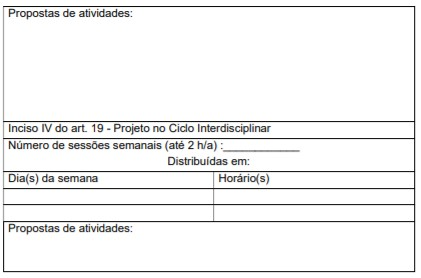 Propostas de atividades:
Inciso IV do art. 19 - Projeto no Ciclo Interdisciplinar
Número de sessões semanais (até 2 h/a) :____________
Distribuídas em:
Dia(s) da semana Horário(s)
Propostas de atividades: